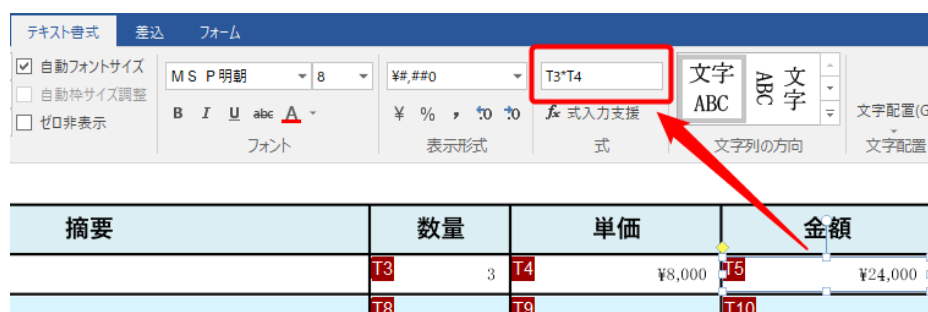 テキスト書式 差込 フォーム
自動フォントサイズ
自動枠サイズ調整
ゼロ非表示
ＭＳ Ｐ明朝 8
B I U abc A
フォント
¥#,##0
¥ % , .0 .0
表示形式
T3*T4
fx 式入力支援
式
文字
ABC
文字
ABC
文字列の方向
文字配置(G
文字配置
摘要 数量 単価 金額
T3 3 T4 ¥8,000 T5 ¥24,000
T8 T9 T10